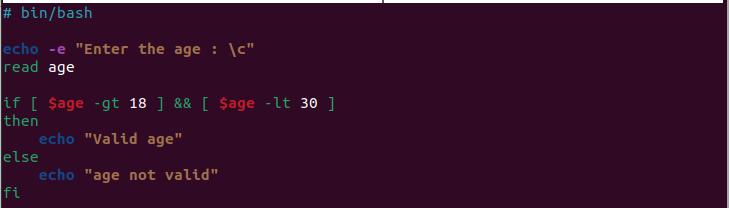 # bin/bash
echo -e "Enter the age : \c"
read age
if [ $age -gt 18 ] && [ $age -lt 30 ]
then
    echo "Valid age"
else
    echo "age not valid"
fi